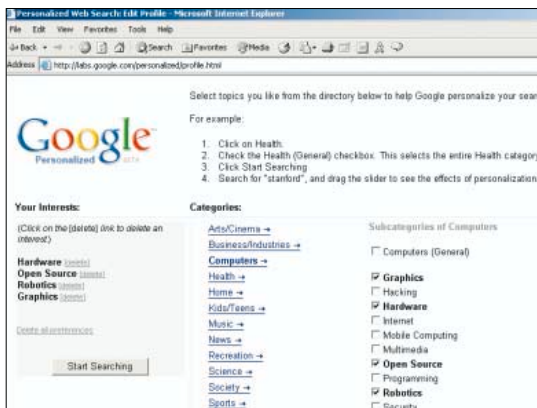 Personalized Web Search: Edit Profile - Microsoft Internet Explorer
File Edit View Favorites Tools Help
Back Search Favorites Media
Address http://labs.google.com/personalized/profile.html
Select topics you like from the directory below to help Google personalize your sear
For example:
1. Click on Health.
2. Check the Health (General) checkbox. This selects the entire Health category
3. Click Start Searching
4. Search for "stanford", and drag the slider to see the effects of personalization
Google
Personalized BETA
Your Interests:
(Click on the [delete] link to delete an
interest)
Hardware [delete]
Open Source [delete]
Robotics [delete]
Graphics [delete]
Delete all preferences
Start Searching
Categories:
Arts/Cinema →
Business/Industries →
Computers →
Health →
Home →
Kids/Teens →
Music →
News →
Recreation →
Science →
Society →
Sports →
Subcategories of Computers
Computers (General)
Graphics
Hacking
Hardware
Internet
Mobile Computing
Multimedia
Open Source
Programming
Robotics
Security